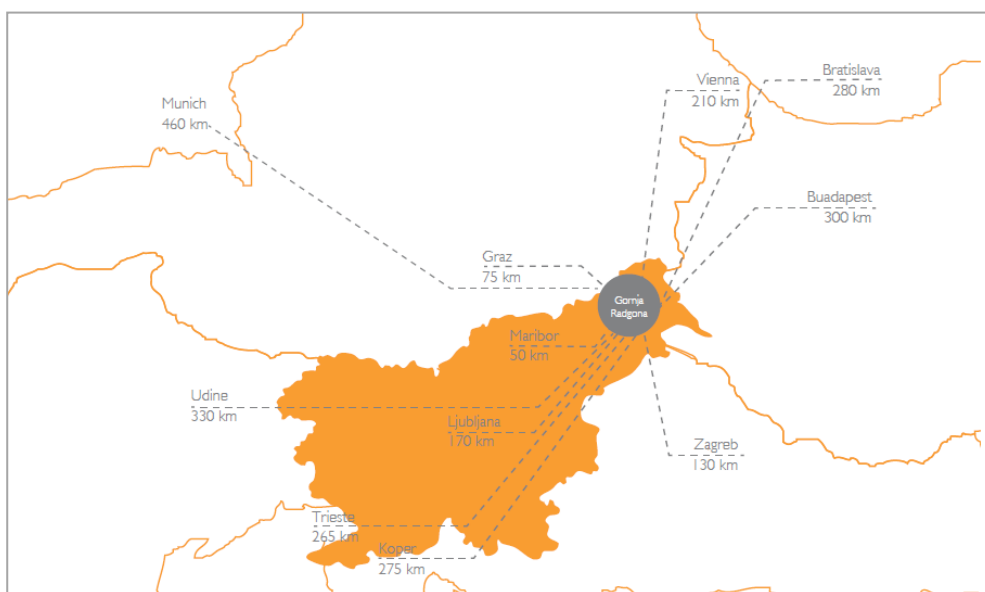 Vienna
210 km
Bratislava
280 km
Munich
460 km
Buadapest
300 km
Graz
75 km
Gornja
Radgona
Maribor
50 km
Udine
330 km
Ljubljana
170 km
Zagreb
130 km
Trieste
265 km
Koper
275 km